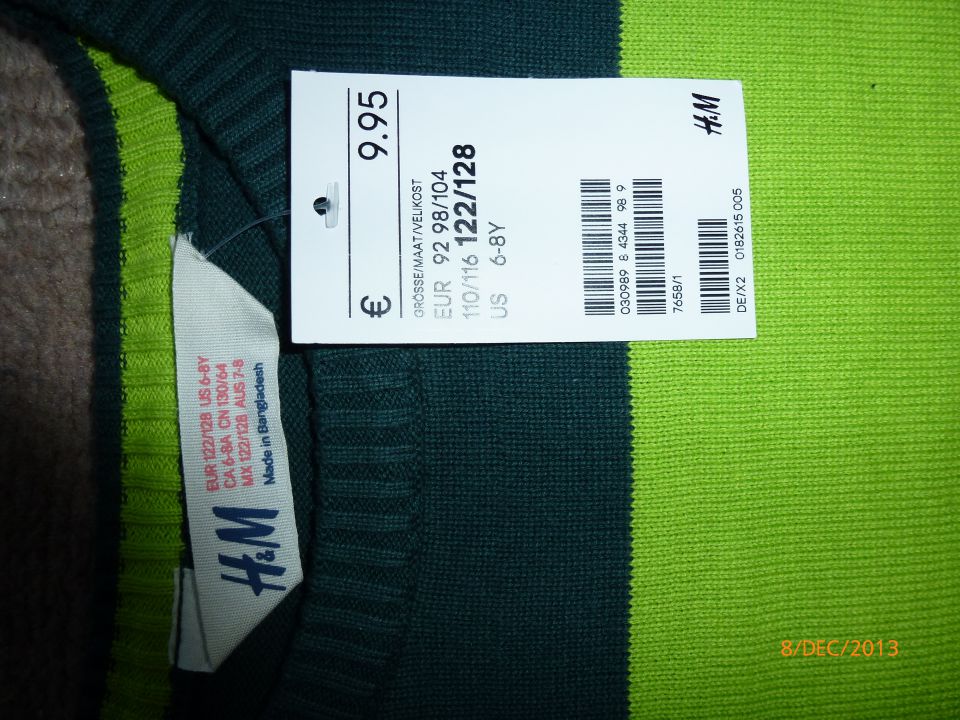 € 9.95
GRÖSSE/MAAT/VELIKOST
EUR 92 98/104
110/116 122/128
US 6-8Y
030989 8 4344 98 9
7658/1
DE/X2 0182615 005
H&M
H&M
EUR 122/128 US 6-8Y
CA 6-8A CN 130/64
MX 122/128 AUS 7-8
Made in Bangladesh
8/DEC/2013